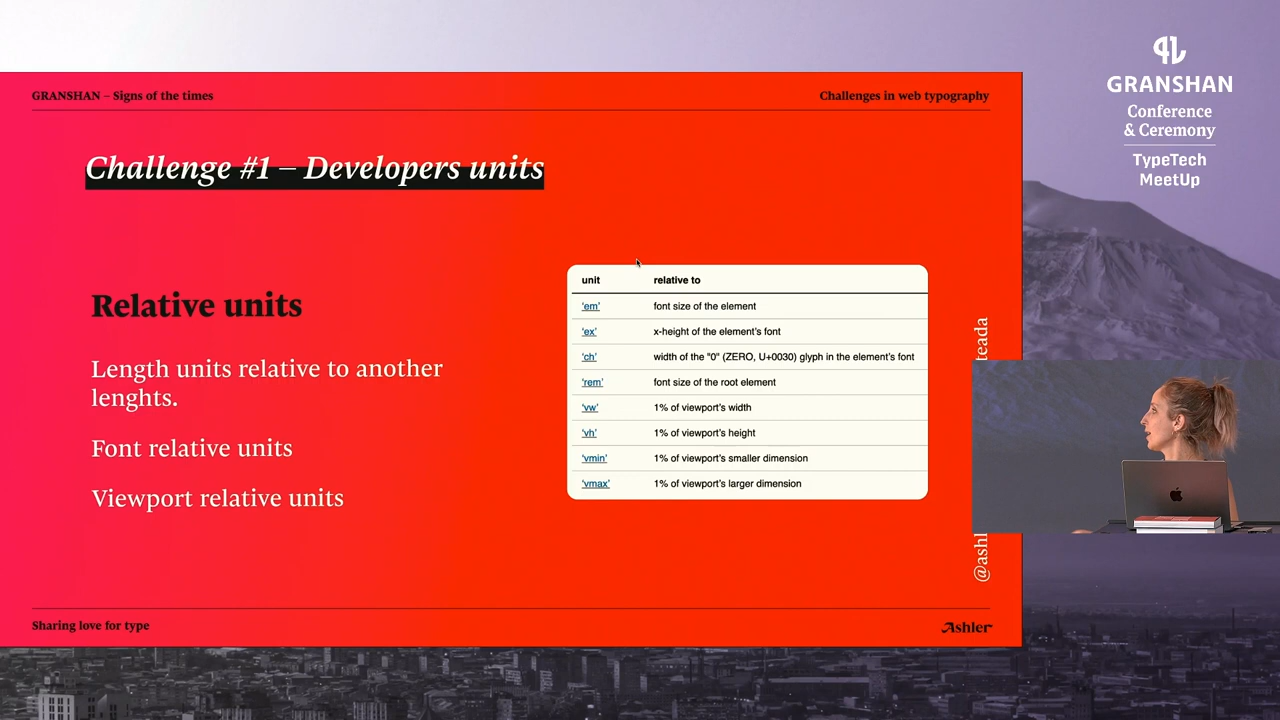 GRANSHAN – Signs of the times
Challenges in web typography
Challenge #1 – Developers units
Relative units
Length units relative to another
lenghts.
Font relative units
Viewport relative units
unit relative to
‘em’ font size of the element
‘ex’ x-height of the element’s font
‘ch’ width of the "0" (ZERO, U+0030) glyph in the element’s font
‘rem’ font size of the root element
‘vw’ 1% of viewport’s width
‘vh’ 1% of viewport’s height
‘vmin’ 1% of viewport’s smaller dimension
‘vmax’ 1% of viewport’s larger dimension
Sharing love for type
Ashler
GRANSHAN
Conference
& Ceremony
TypeTech
MeetUp